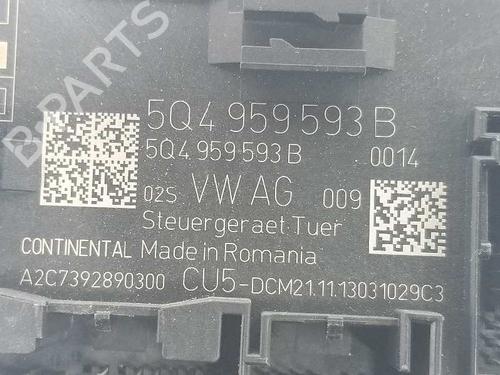 B-PARTS
5Q4 959 593 B
5Q4 959 593 B 0014
02S VW AG 009
Steuergeraet Tuer
CONTINENTAL Made in Romania
A2C7392890300 CU5-DCM21.11.13031029C3